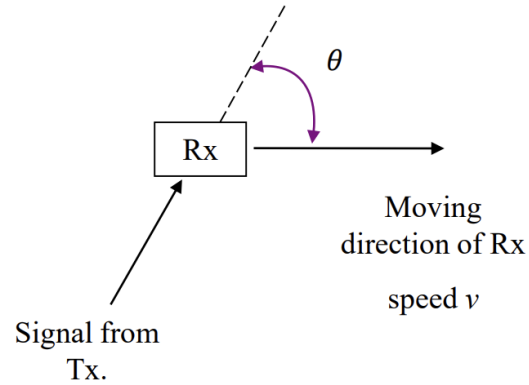 θ
Rx
Moving
direction of Rx
speed v
Signal from
Tx.